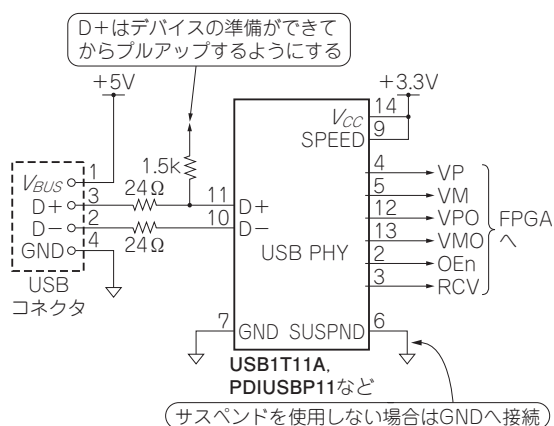 D+はデバイスの準備ができて
からプルアップするようにする
+5V
+3.3V
VCC 14
SPEED 9
1.5k
VBUS 1
D+ 3
D− 2
GND 4
24Ω
24Ω
USB
コネクタ
11 D+
10 D−
USB PHY
4 VP
5 VM
12 VPO
13 VMO
2 OEn
3 RCV
FPGA
へ
7 GND
SUSPND 6
USB1T11A,
PDIUSBP11など
サスペンドを使用しない場合はGNDへ接続